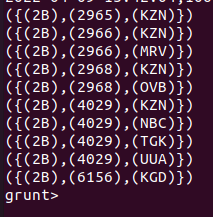 ({(2B),(2965),(KZN)})
({(2B),(2966),(KZN)})
({(2B),(2966),(MRV)})
({(2B),(2968),(KZN)})
({(2B),(2968),(OVB)})
({(2B),(4029),(KZN)})
({(2B),(4029),(NBC)})
({(2B),(4029),(TGK)})
({(2B),(4029),(UUA)})
({(2B),(6156),(KGD)})
grunt>